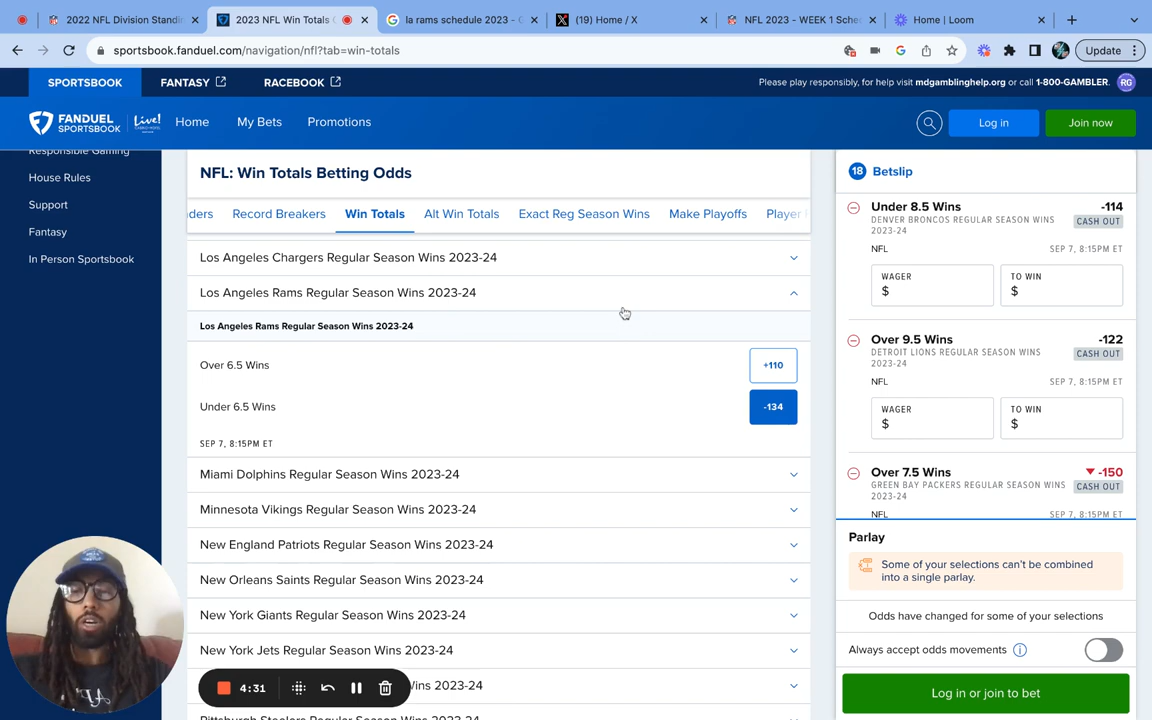 2022 NFL Division Standin
2023 NFL Win Totals
la rams schedule 2023 - G
(19) Home / X
NFL 2023 - WEEK 1 Sche
Home | Loom
sportsbook.fanduel.com/navigation/nfl?tab=win-totals
Update
SPORTSBOOK
FANTASY
RACEBOOK
Please play responsibly, for help visit mdgamblinghelp.org or call 1-800-GAMBLER.
RG
FANDUEL
SPORTSBOOK
Live!
Home
My Bets
Promotions
Log in
Join now
Responsible Gaming
House Rules
Support
Fantasy
In Person Sportsbook
NFL: Win Totals Betting Odds
ders
Record Breakers
Win Totals
Alt Win Totals
Exact Reg Season Wins
Make Playoffs
Player
Los Angeles Chargers Regular Season Wins 2023-24
Los Angeles Rams Regular Season Wins 2023-24
Los Angeles Rams Regular Season Wins 2023-24
Over 6.5 Wins
+110
Under 6.5 Wins
-134
SEP 7, 8:15PM ET
Miami Dolphins Regular Season Wins 2023-24
Minnesota Vikings Regular Season Wins 2023-24
New England Patriots Regular Season Wins 2023-24
New Orleans Saints Regular Season Wins 2023-24
New York Giants Regular Season Wins 2023-24
New York Jets Regular Season Wins 2023-24
Wins 2023-24
Pittsburgh Steelers Regular Season Wins 2023-24
4:31
18 Betslip
Under 8.5 Wins
-114
DENVER BRONCOS REGULAR SEASON WINS
2023-24
CASH OUT
NFL
SEP 7, 8:15PM ET
WAGER
$
TO WIN
$
Over 9.5 Wins
-122
DETROIT LIONS REGULAR SEASON WINS
2023-24
CASH OUT
NFL
SEP 7, 8:15PM ET
WAGER
$
TO WIN
$
Over 7.5 Wins
-150
GREEN BAY PACKERS REGULAR SEASON WINS
2023-24
CASH OUT
NFL
SEP 7, 8:15PM ET
Parlay
Some of your selections can't be combined
into a single parlay.
Odds have changed for some of your selections
Always accept odds movements
Log in or join to bet